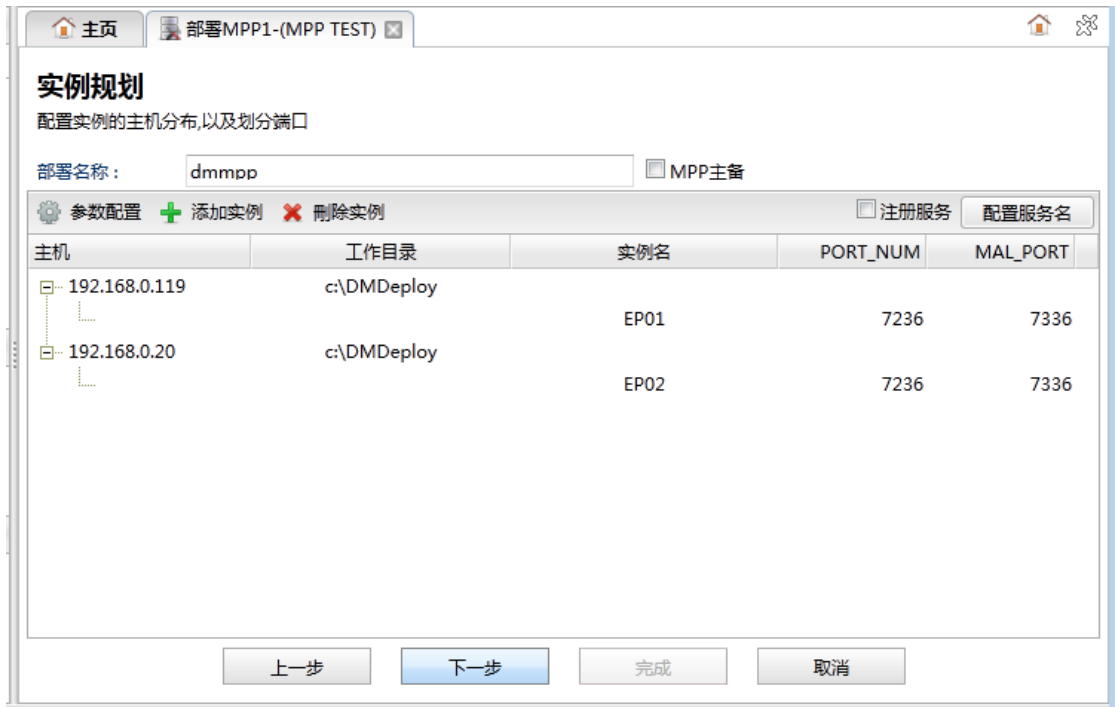 主页 部署MPP1-(MPP TEST)
实例规划
配置实例的主机分布,以及划分端口
部署名称： dmmpp MPP主备
参数配置 添加实例 刪除实例 注册服务 配置服务名
主机 工作目录 实例名 PORT_NUM MAL_PORT
192.168.0.119 c:\DMDeploy
EP01 7236 7336
192.168.0.20 c:\DMDeploy
EP02 7236 7336
上一步 下一步 完成 取消